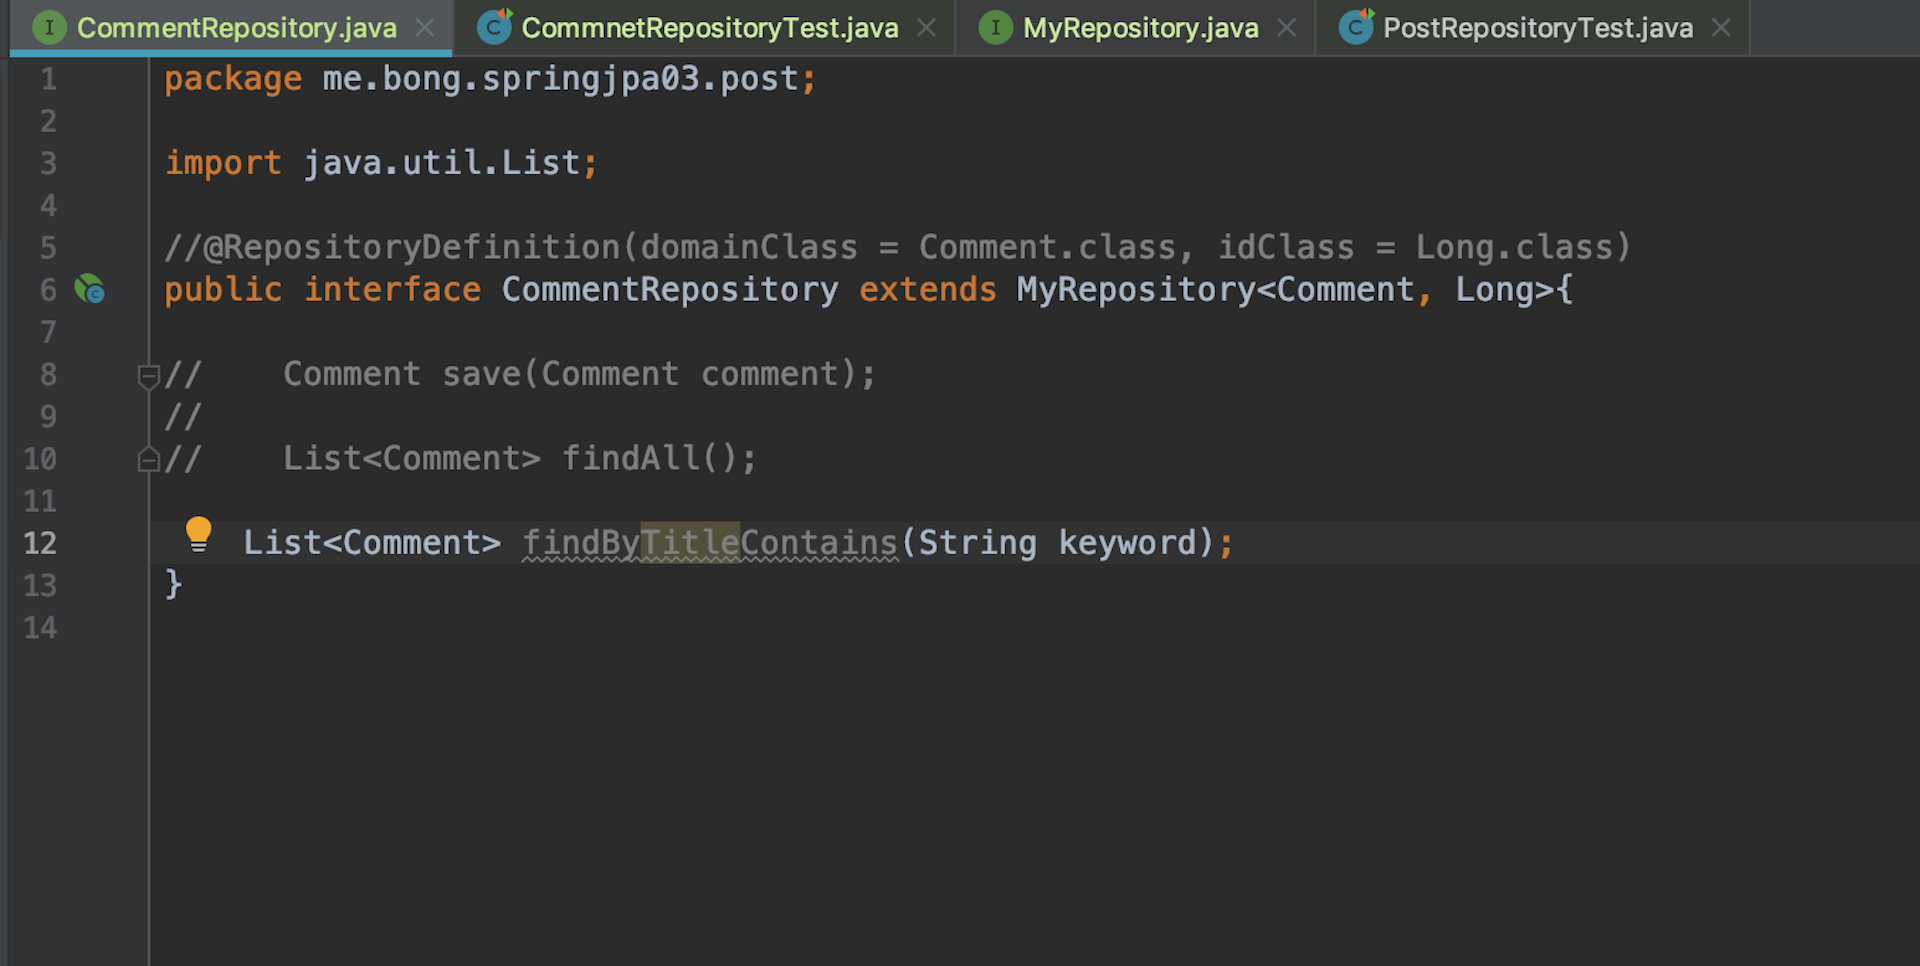 CommentRepository.java CommnetRepositoryTest.java MyRepository.java PostRepositoryTest.java
1 package me.bong.springjpa03.post;
2
3 import java.util.List;
4
5 //@RepositoryDefinition(domainClass = Comment.class, idClass = Long.class)
6 public interface CommentRepository extends MyRepository<Comment, Long>{
7
8 //    Comment save(Comment comment);
9 //
10 //    List<Comment> findAll();
11
12     List<Comment> findByTitleContains(String keyword);
13 }
14